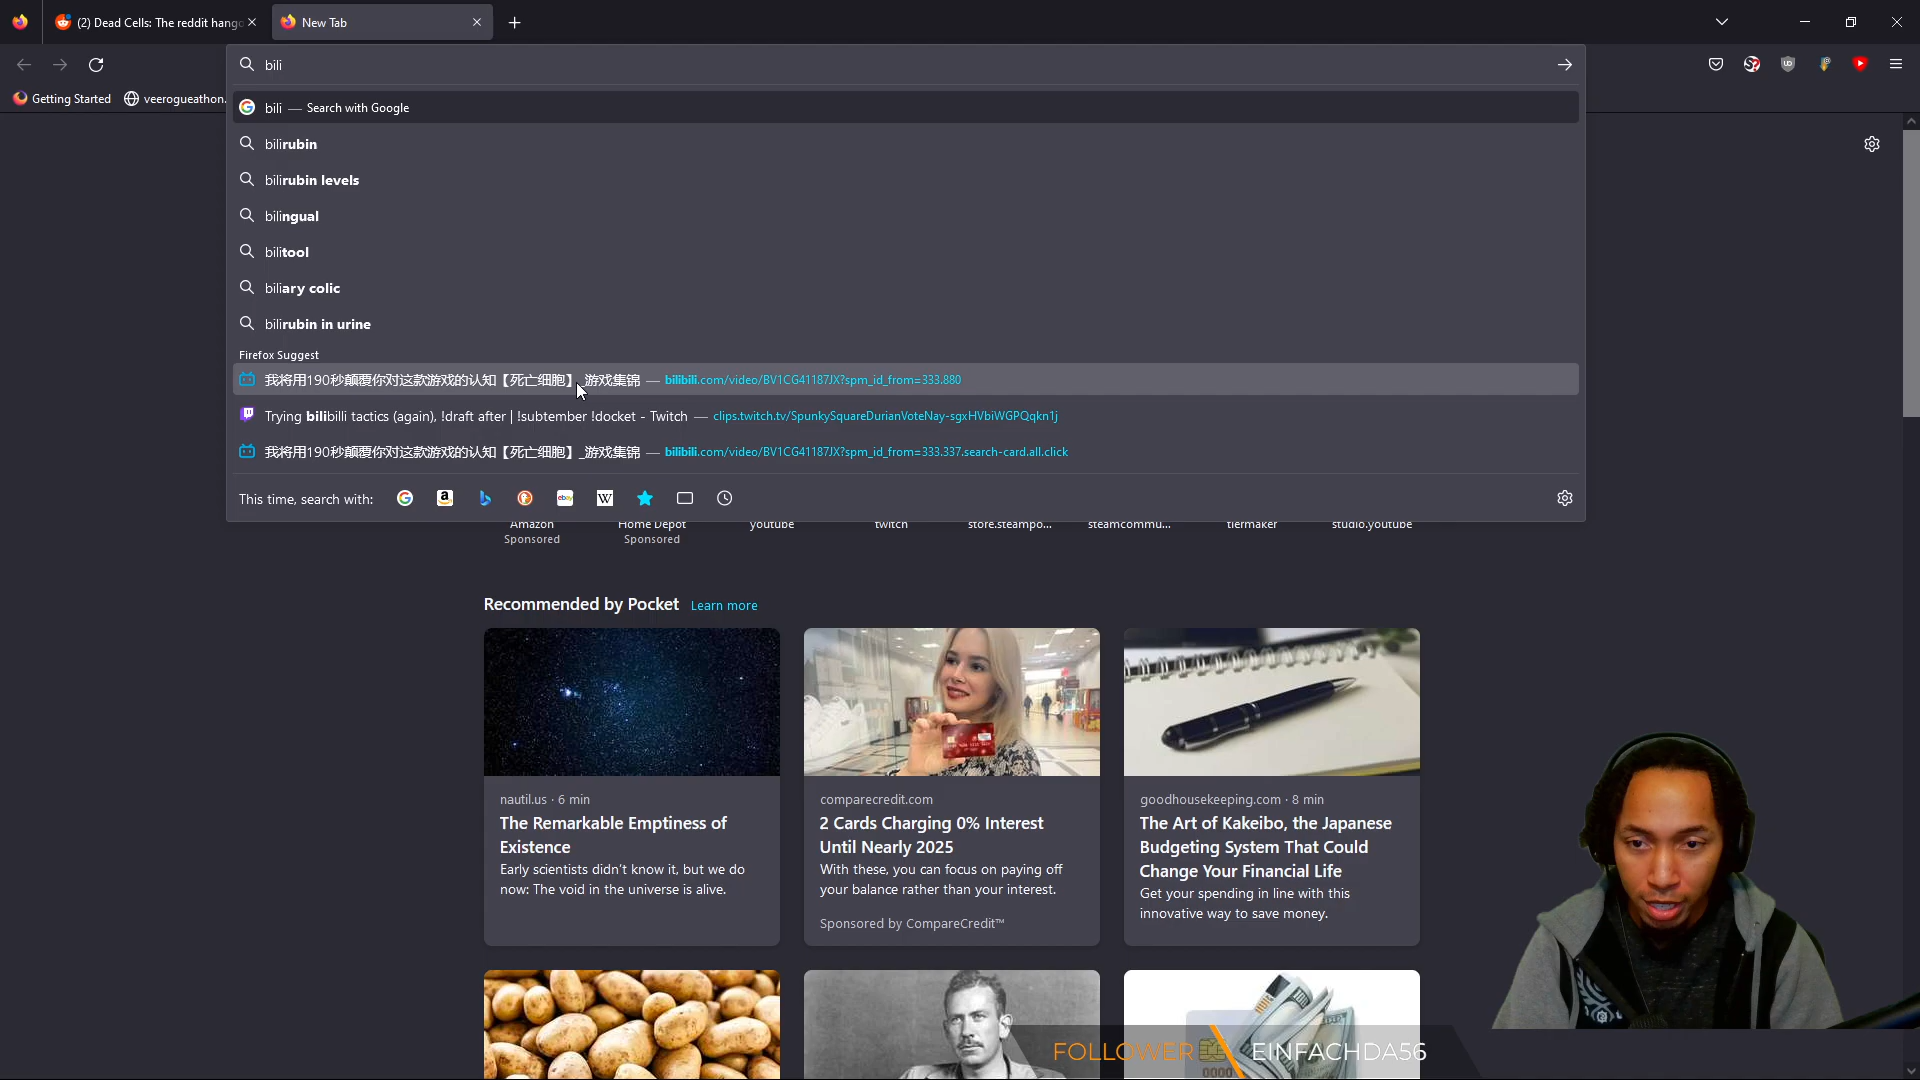 (2) Dead Cells: The reddit hango
New Tab
bili
Getting Started
veerogueathon.
bili — Search with Google
bilirubin
bilirubin levels
bilingual
bilitool
biliary colic
bilirubin in urine
Firefox Suggest
我将用190秒颠覆你对这款游戏的认知【死亡细胞】_游戏集锦 — bilibili.com/video/BV1CG41187JX?spm_id_from=333.880
Trying bilibilli tactics (again), !draft after | !subtember !docket - Twitch — clips.twitch.tv/SpunkySquareDurianVoteNay-sgxHVbiWGPQqkn1j
我将用190秒颠覆你对这款游戏的认知【死亡细胞】_游戏集锦 — bilibili.com/video/BV1CG41187JX?spm_id_from=333.337.search-card.all.click
This time, search with:
Amazon
Sponsored
Home Depot
Sponsored
youtube
twitch
store.steampo...
steamcommu...
tiermaker
studio.youtube
Recommended by Pocket Learn more
nautil.us · 6 min
The Remarkable Emptiness of
Existence
Early scientists didn't know it, but we do
now: The void in the universe is alive.
comparecredit.com
2 Cards Charging 0% Interest
Until Nearly 2025
With these, you can focus on paying off
your balance rather than your interest.
Sponsored by CompareCredit™
goodhousekeeping.com · 8 min
The Art of Kakeibo, the Japanese
Budgeting System That Could
Change Your Financial Life
Get your spending in line with this
innovative way to save money.
FOLLOWER
EINFACHDA56